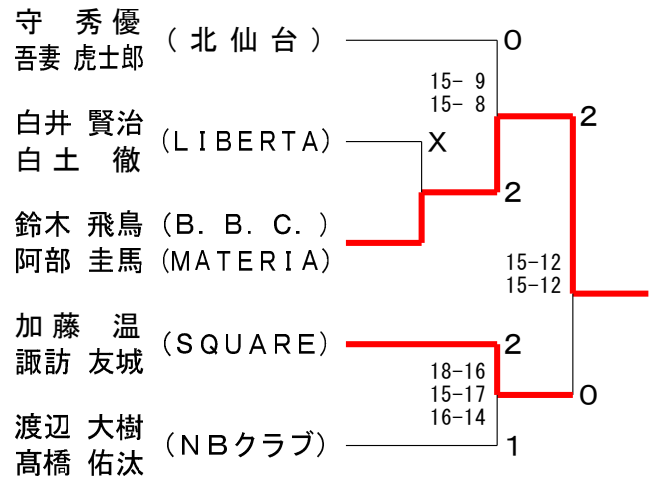 守 秀優 (北仙台) 0
吾妻 虎士郎
15- 9
15- 8
2
白井 賢治 (LIBERTA) X
白土 徹
2
鈴木 飛鳥 (B. B. C. )
阿部 圭馬 (MATERIA)
15-12
15-12
加藤 温 (SQUARE) 2
諏訪 友城
18-16
15-17
16-14
0
渡辺 大樹 (NBクラブ) 1
髙橋 佑汰